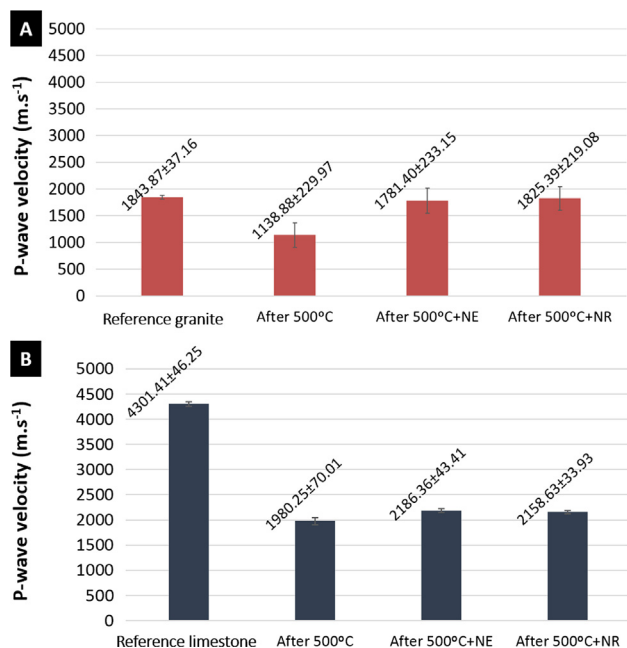 A
P-wave velocity (m.s⁻¹)
5000
4500
4000
3500
3000
2500
2000
1500
1000
500
0
1843.87±37.16
1138.88±229.97
1781.40±233.15
1825.39±219.08
Reference granite
After 500ºC
After 500ºC+NE
After 500ºC+NR
B
P-wave velocity (m.s⁻¹)
5000
4500
4000
3500
3000
2500
2000
1500
1000
500
0
4301.41±46.25
1980.25±70.01
2186.36±43.41
2158.63±33.93
Reference limestone
After 500ºC
After 500ºC+NE
After 500ºC+NR